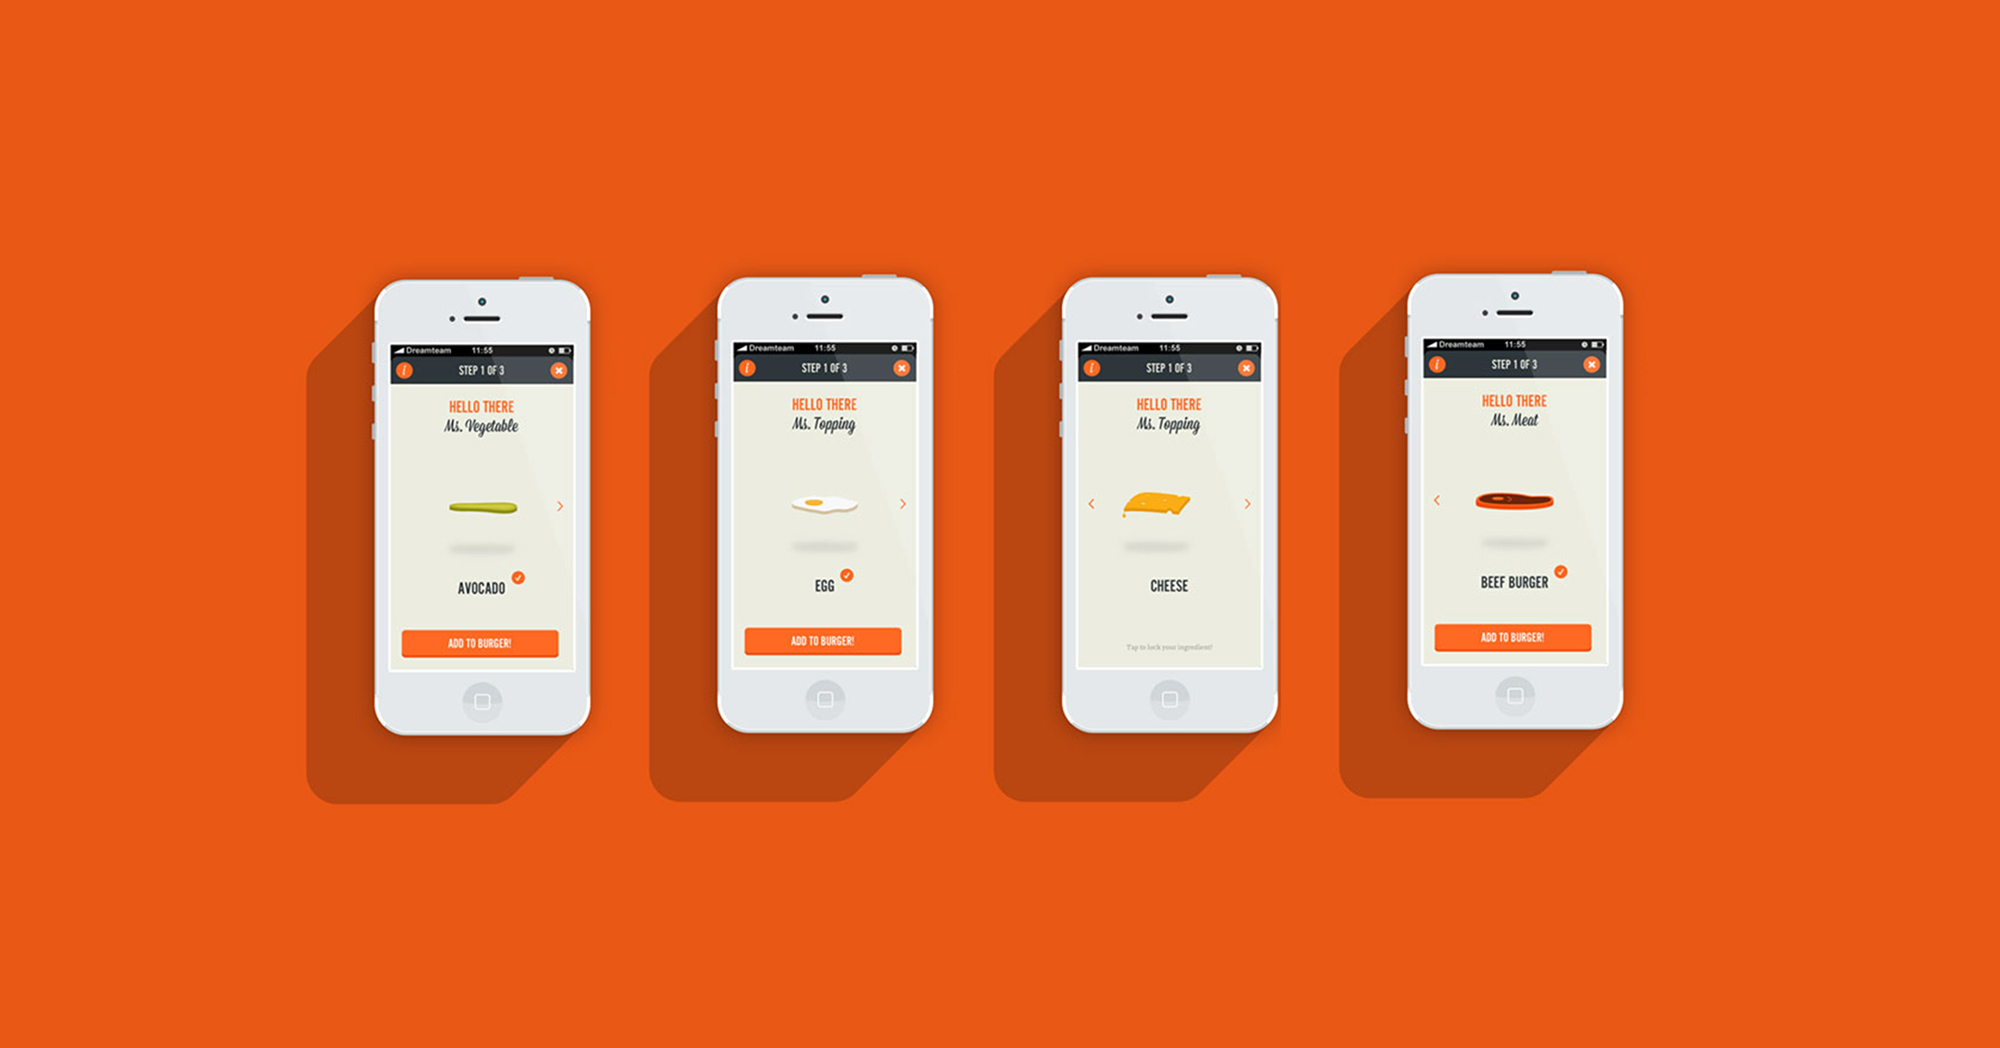 Dreamteam 11:55
i STEP 1 OF 3
HELLO THERE
Ms. Vegetable
AVOCADO
ADD TO BURGER!
Dreamteam 11:55
i STEP 1 OF 3
HELLO THERE
Ms. Topping
EGG
ADD TO BURGER!
Dreamteam 11:55
i STEP 1 OF 3
HELLO THERE
Ms. Topping
CHEESE
Tap to lock your ingredient!
Dreamteam 11:55
i STEP 1 OF 3
HELLO THERE
Ms. Meat
BEEF BURGER
ADD TO BURGER!